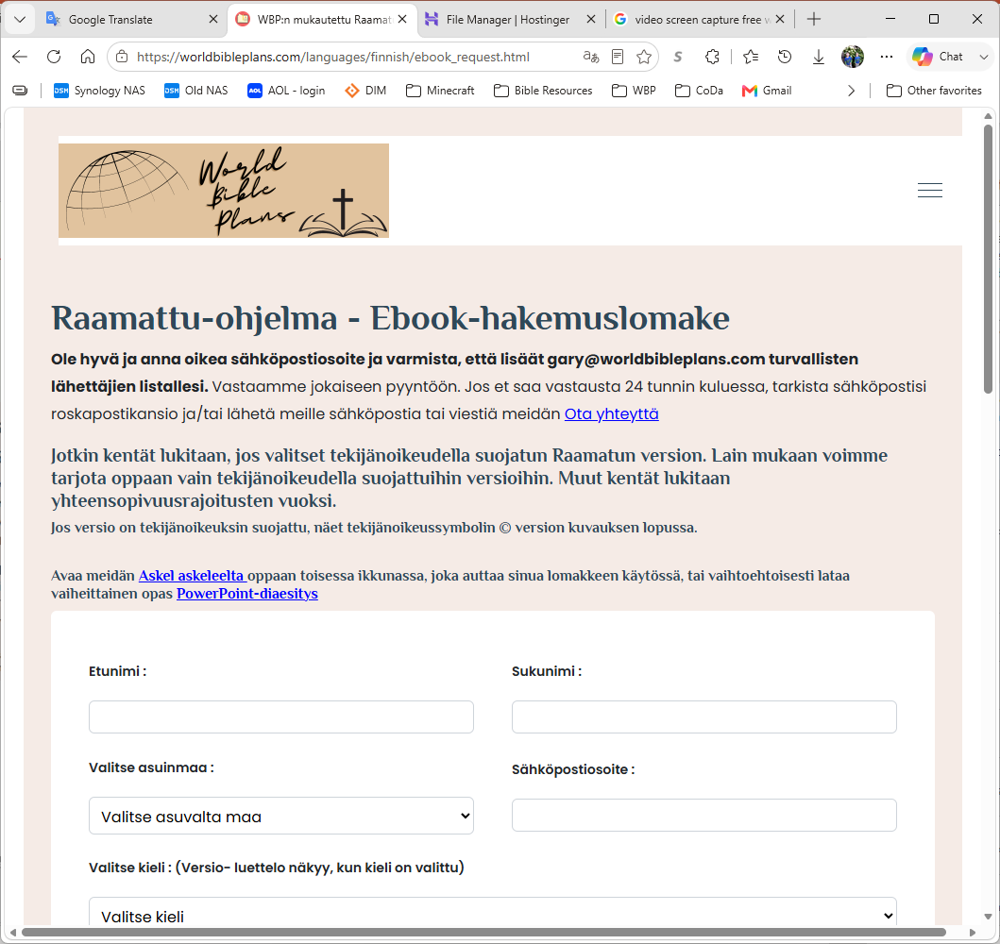 Google Translate
WBP:n mukautettu Raamat
File Manager | Hostinger
video screen capture free w
https://worldbibleplans.com/languages/finnish/ebook_request.html
Chat
Synology NAS
Old NAS
AOL - login
DIM
Minecraft
Bible Resources
WBP
CoDa
Gmail
Other favorites
World
Bible
Plans
Raamattu-ohjelma - Ebook-hakemuslomake
Ole hyvä ja anna oikea sähköpostiosoite ja varmista, että lisäät gary@worldbibleplans.com turvallisten
lähettäjien listallesi. Vastaamme jokaiseen pyyntöön. Jos et saa vastausta 24 tunnin kuluessa, tarkista sähköpostisi
roskapostikansio ja/tai lähetä meille sähköpostia tai viestiä meidän Ota yhteyttä
Jotkin kentät lukitaan, jos valitset tekijänoikeudella suojatun Raamatun version. Lain mukaan voimme
tarjota oppaan vain tekijänoikeudella suojattuihin versioihin. Muut kentät lukitaan
yhteensopivuusrajoitusten vuoksi.
Jos versio on tekijänoikeuksin suojattu, näet tekijänoikeussymbolin © version kuvauksen lopussa.
Avaa meidän Askel askeleelta oppaan toisessa ikkunassa, joka auttaa sinua lomakkeen käytössä, tai vaihtoehtoisesti lataa
vaiheittainen opas PowerPoint-diaesitys
Etunimi :
Sukunimi :
Valitse asuinmaa :
Sähköpostiosoite :
Valitse asuvalta maa
Valitse kieli : (Versio- luettelo näkyy, kun kieli on valittu)
Valitse kieli